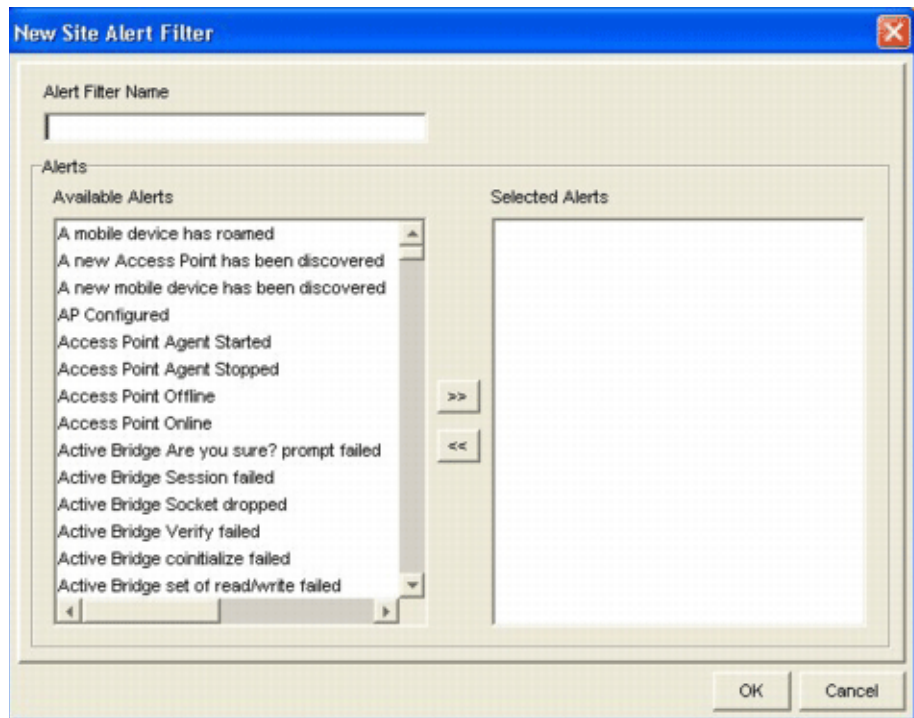 New Site Alert Filter
Alert Filter Name
Alerts
Available Alerts
A mobile device has roamed
A new Access Point has been discovered
A new mobile device has been discovered
AP Configured
Access Point Agent Started
Access Point Agent Stopped
Access Point Offline
Access Point Online
Active Bridge Are you sure? prompt failed
Active Bridge Session failed
Active Bridge Socket dropped
Active Bridge Verify failed
Active Bridge coinitialize failed
Active Bridge set of read/write failed
>>
<<
Selected Alerts
OK
Cancel